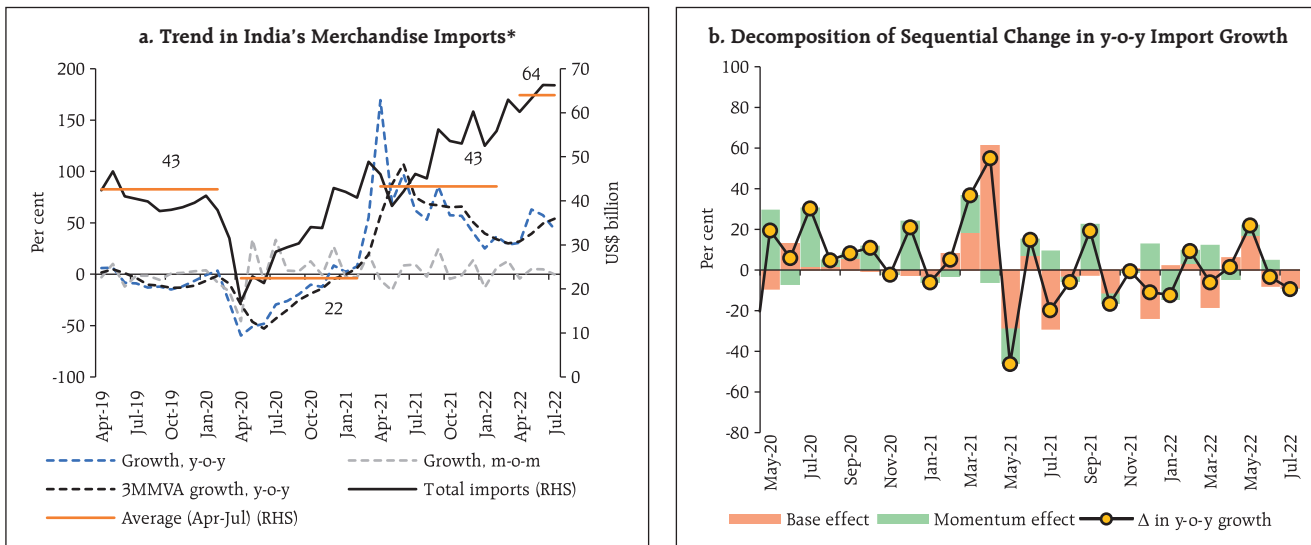 a. Trend in India's Merchandise Imports*
200
150
100
50
0
-50
-100
Per cent
70
60
50
40
30
20
10
0
US$ billion
43
22
43
64
Apr-19
Jul-19
Oct-19
Jan-20
Apr-20
Jul-20
Oct-20
Jan-21
Apr-21
Jul-21
Oct-21
Jan-22
Apr-22
Jul-22
Growth, y-o-y
Growth, m-o-m
3MMVA growth, y-o-y
Total imports (RHS)
Average (Apr-Jul) (RHS)
b. Decomposition of Sequential Change in y-o-y Import Growth
100
80
60
40
20
0
-20
-40
-60
-80
Per cent
May-20
Jul-20
Sep-20
Nov-20
Jan-21
Mar-21
May-21
Jul-21
Sep-21
Nov-21
Jan-22
Mar-22
May-22
Jul-22
Base effect
Momentum effect
Δ in y-o-y growth